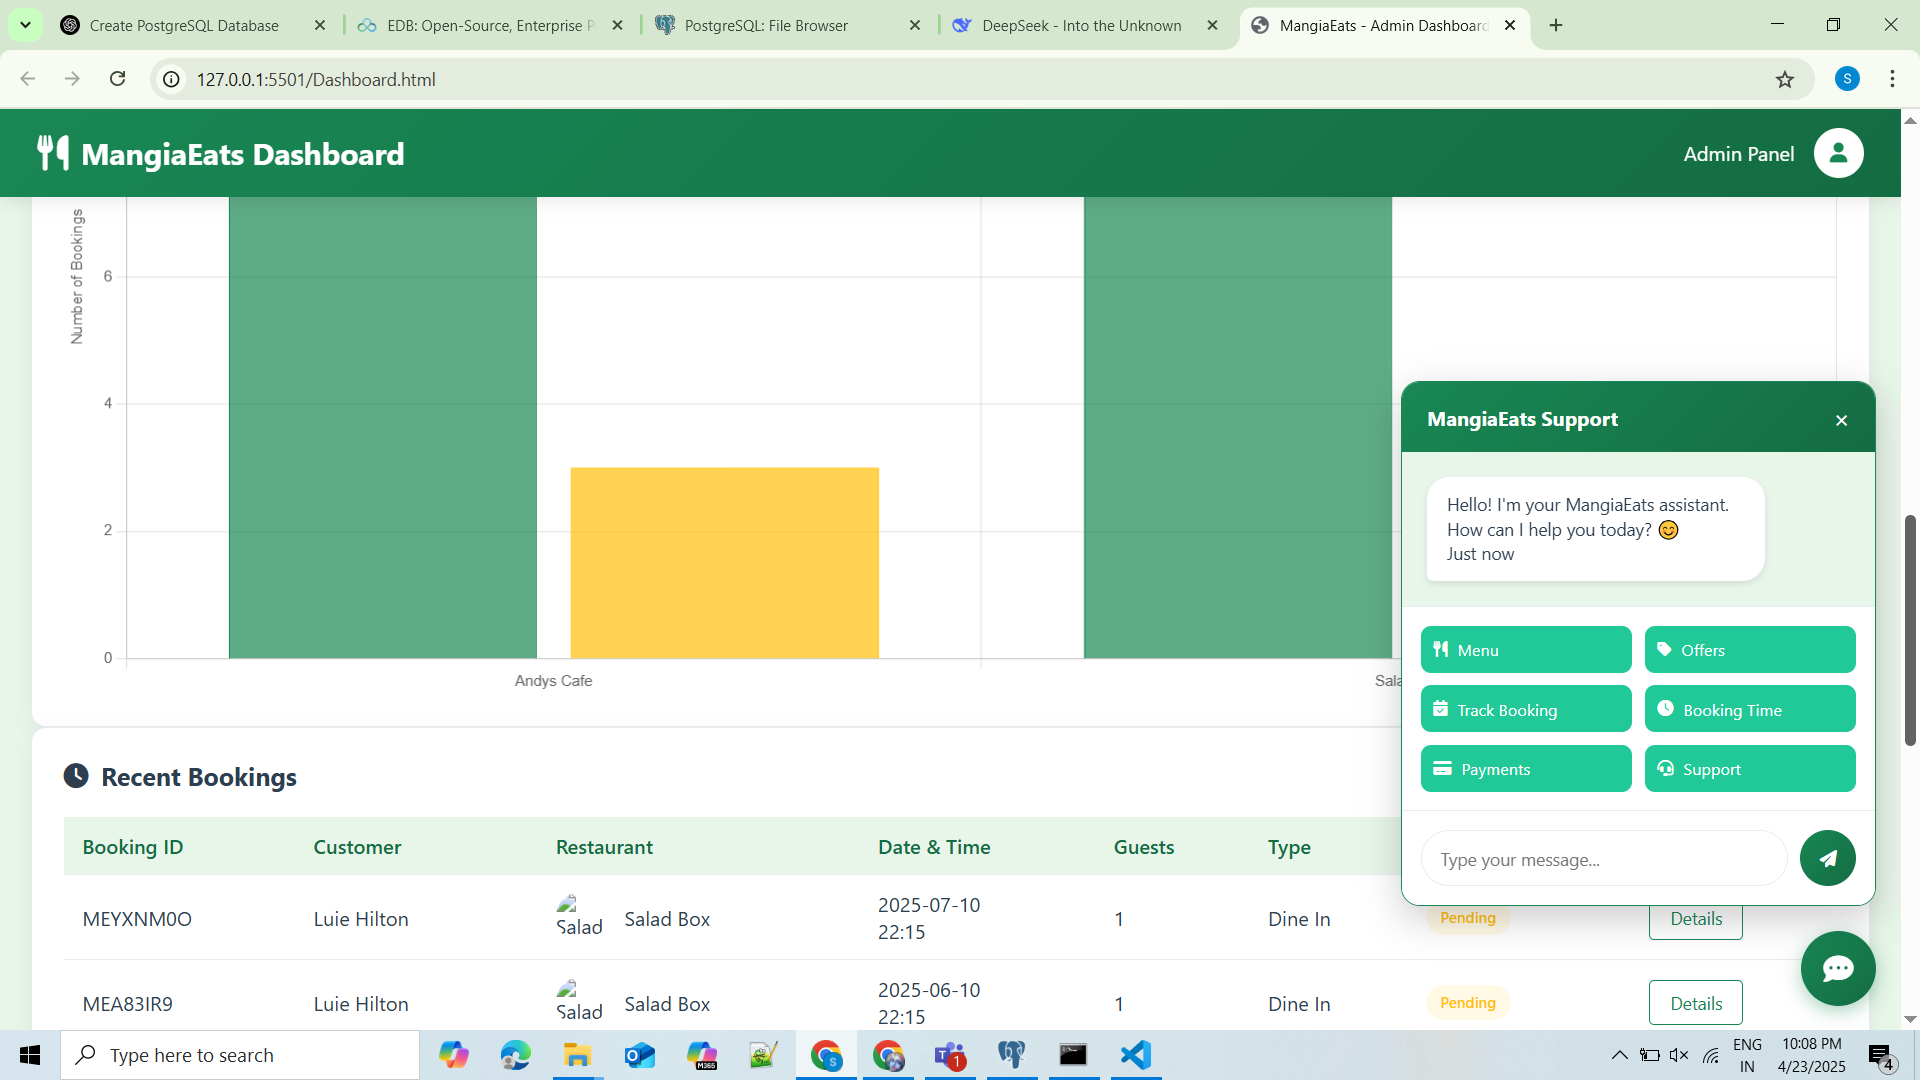 Create PostgreSQL Database
EDB: Open-Source, Enterprise P
PostgreSQL: File Browser
DeepSeek - Into the Unknown
MangiaEats - Admin Dashboard
127.0.0.1:5501/Dashboard.html
S
MangiaEats Dashboard
Admin Panel
Number of Bookings
6
4
2
0
Andys Cafe
Sala
MangiaEats Support
Hello! I'm your MangiaEats assistant.
How can I help you today? 😊
Just now
Menu
Offers
Track Booking
Booking Time
Payments
Support
Type your message...
Recent Bookings
Booking ID Customer Restaurant Date & Time Guests Type
MEYXNM0O Luie Hilton Salad Salad Box 2025-07-10 22:15 1 Dine In Pending Details
MEA83IR9 Luie Hilton Salad Salad Box 2025-06-10 22:15 1 Dine In Pending Details
Type here to search
M365
S
1
ENG
IN
10:08 PM
4/23/2025
4